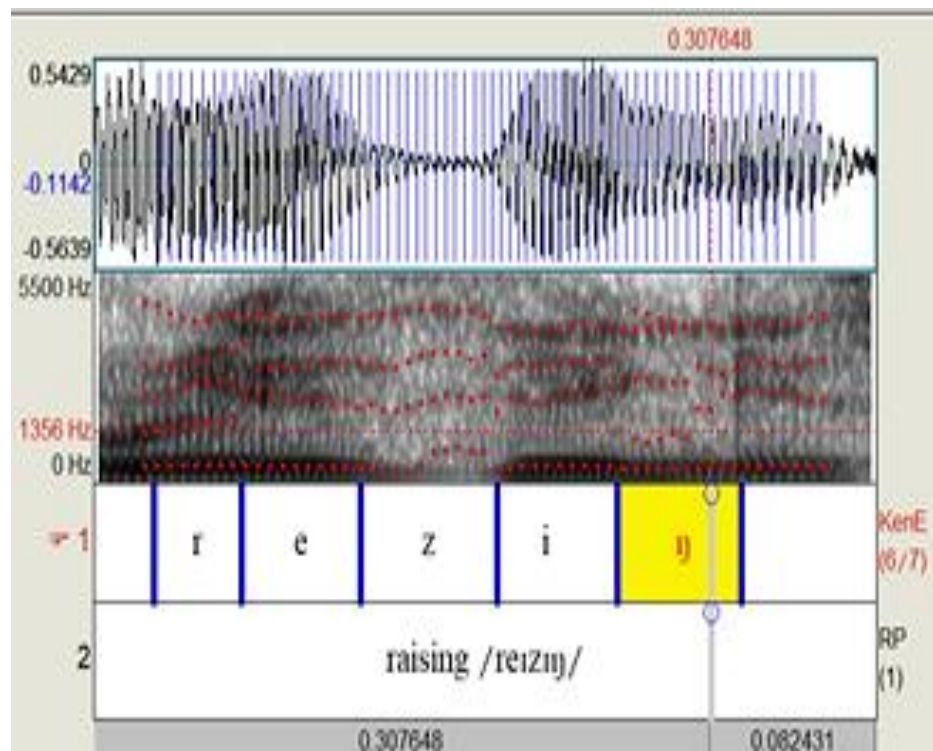 0.307648
0.5429
0
-0.1142
-0.5639
5500 Hz
1356 Hz
0 Hz
1 r e z i ŋ KenE
(6/7)
2 raising /reɪzɪŋ/ RP
(1)
0.307648 0.082431